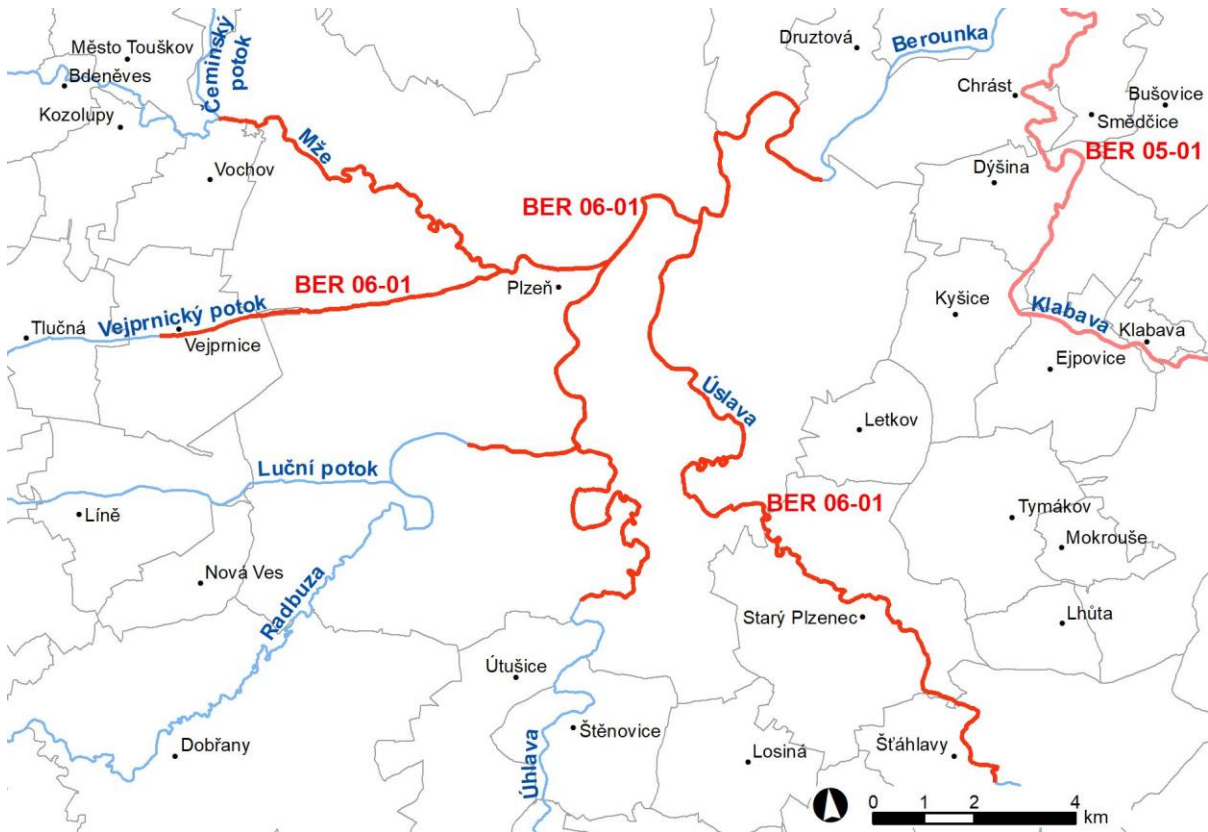 Město Touškov
Bdeněves
Kozolupy
Čemínský
potok
Vochov
Mže
Druztová
Berounka
Chrást
Bušovice
Smědčice
BER 05-01
Dýšina
BER 06-01
BER 06-01
Plzeň
Vejprnický potok
Tlučná
Vejprnice
Kyšice
Klabava
Klabava
Ejpovice
Úslava
Letkov
Luční potok
Líně
BER 06-01
Tymákov
Mokrouše
Nová Ves
Radbuza
Starý Plzenec
Lhůta
Útušice
Štěnovice
Úhlava
Dobřany
Losiná
Šťáhlavy
0 1 2 4
km